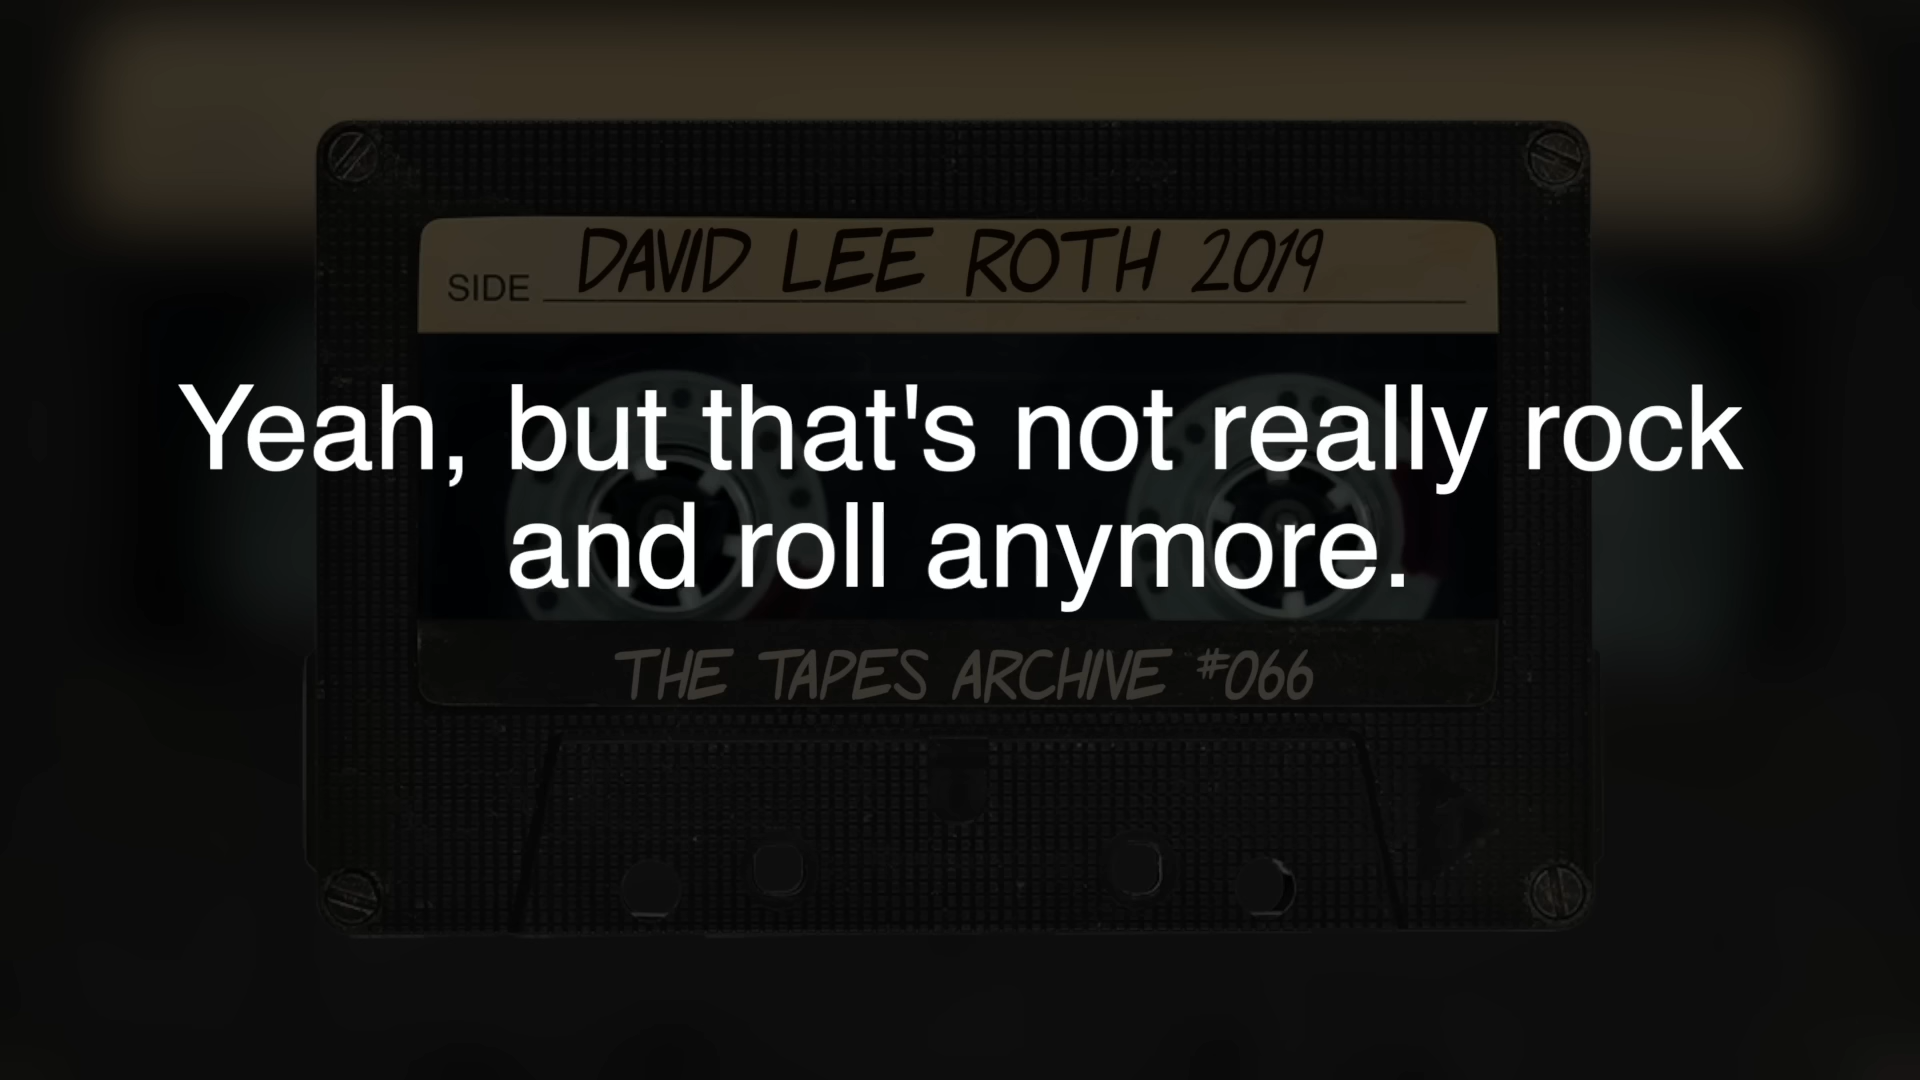 SIDE DAVID LEE ROTH 2019
Yeah, but that's not really rock
and roll anymore.
THE TAPES ARCHIVE #066